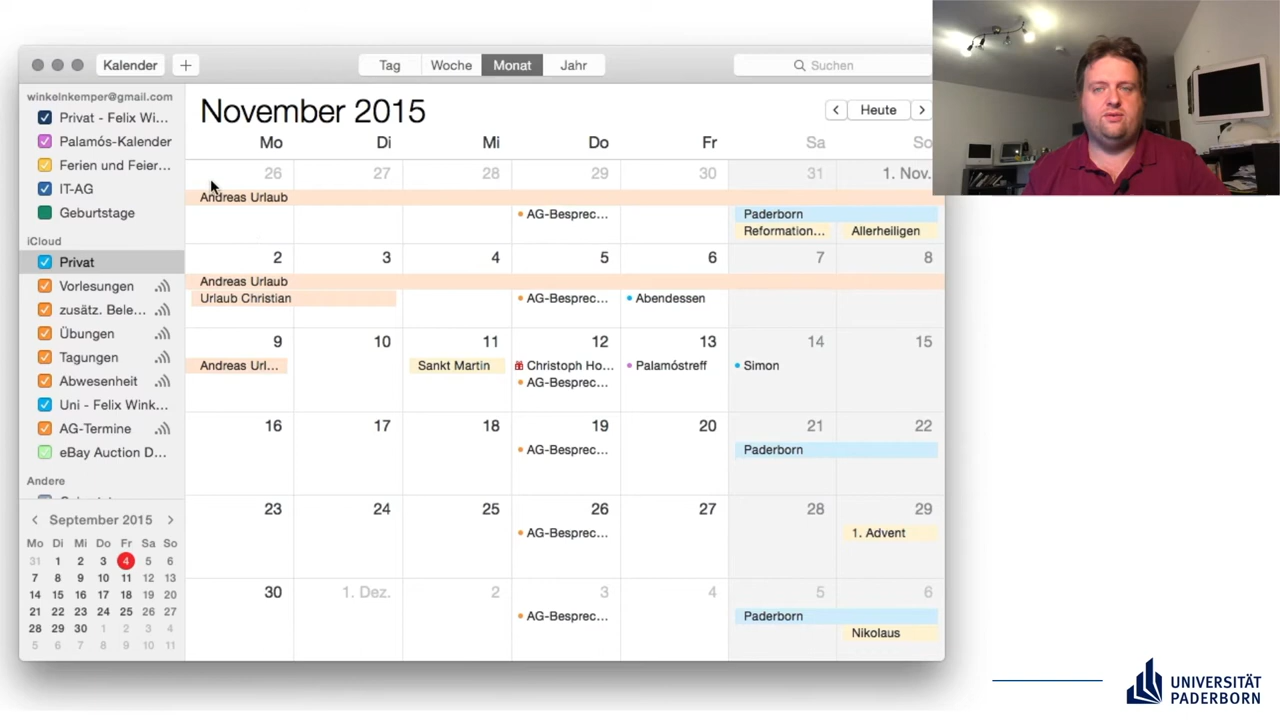 Kalender +
Tag Woche Monat Jahr
Suchen
winkelnkemper@gmail.com
Privat - Felix Wi...
Palamós-Kalender
Ferien und Feier...
IT-AG
Geburtstage
iCloud
Privat
Vorlesungen
zusätz. Bele...
Übungen
Tagungen
Abwesenheit
Uni - Felix Wink...
AG-Termine
eBay Auction D...
Andere
September 2015
Mo Di Mi Do Fr Sa So
31 1 2 3 4 5 6
7 8 9 10 11 12 13
14 15 16 17 18 19 20
21 22 23 24 25 26 27
28 29 30 1 2 3 4
5 6 7 8 9 10 11
November 2015
Heute
Mo Di Mi Do Fr Sa So
26 27 28 29 30 31 1. Nov.
Andreas Urlaub
AG-Besprec... Paderborn
Reformation... Allerheiligen
2 3 4 5 6 7 8
Andreas Urlaub
Urlaub Christian AG-Besprec... Abendessen
9 10 11 12 13 14 15
Andreas Url... Sankt Martin Christoph Ho... Palamóstreff Simon
AG-Besprec...
16 17 18 19 20 21 22
AG-Besprec... Paderborn
23 24 25 26 27 28 29
AG-Besprec... 1. Advent
30 1. Dez. 2 3 4 5 6
AG-Besprec... Paderborn
Nikolaus
UNIVERSITÄT
PADERBORN